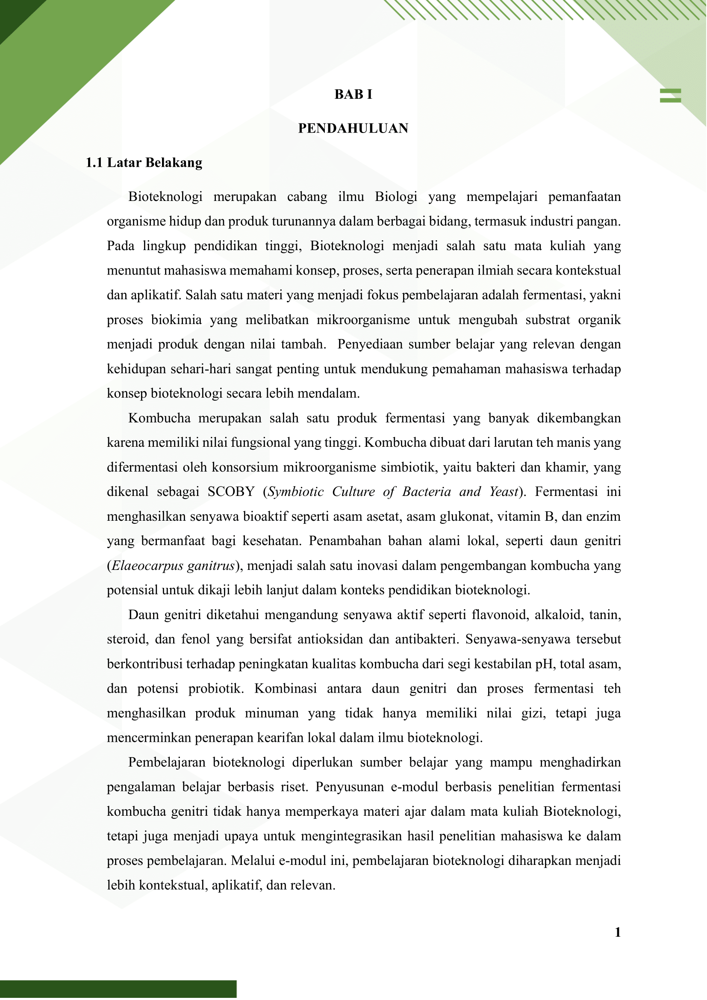 BAB I
PENDAHULUAN
1.1 Latar Belakang
Bioteknologi merupakan cabang ilmu Biologi yang mempelajari pemanfaatan
organisme hidup dan produk turunannya dalam berbagai bidang, termasuk industri pangan.
Pada lingkup pendidikan tinggi, Bioteknologi menjadi salah satu mata kuliah yang
menuntut mahasiswa memahami konsep, proses, serta penerapan ilmiah secara kontekstual
dan aplikatif. Salah satu materi yang menjadi fokus pembelajaran adalah fermentasi, yakni
proses biokimia yang melibatkan mikroorganisme untuk mengubah substrat organik
menjadi produk dengan nilai tambah.  Penyediaan sumber belajar yang relevan dengan
kehidupan sehari-hari sangat penting untuk mendukung pemahaman mahasiswa terhadap
konsep bioteknologi secara lebih mendalam.
Kombucha merupakan salah satu produk fermentasi yang banyak dikembangkan
karena memiliki nilai fungsional yang tinggi. Kombucha dibuat dari larutan teh manis yang
difermentasi oleh konsorsium mikroorganisme simbiotik, yaitu bakteri dan khamir, yang
dikenal sebagai SCOBY (Symbiotic Culture of Bacteria and Yeast). Fermentasi ini
menghasilkan senyawa bioaktif seperti asam asetat, asam glukonat, vitamin B, dan enzim
yang bermanfaat bagi kesehatan. Penambahan bahan alami lokal, seperti daun genitri
(Elaeocarpus ganitrus), menjadi salah satu inovasi dalam pengembangan kombucha yang
potensial untuk dikaji lebih lanjut dalam konteks pendidikan bioteknologi.
Daun genitri diketahui mengandung senyawa aktif seperti flavonoid, alkaloid, tanin,
steroid, dan fenol yang bersifat antioksidan dan antibakteri. Senyawa-senyawa tersebut
berkontribusi terhadap peningkatan kualitas kombucha dari segi kestabilan pH, total asam,
dan potensi probiotik. Kombinasi antara daun genitri dan proses fermentasi teh
menghasilkan produk minuman yang tidak hanya memiliki nilai gizi, tetapi juga
mencerminkan penerapan kearifan lokal dalam ilmu bioteknologi.
Pembelajaran bioteknologi diperlukan sumber belajar yang mampu menghadirkan
pengalaman belajar berbasis riset. Penyusunan e-modul berbasis penelitian fermentasi
kombucha genitri tidak hanya memperkaya materi ajar dalam mata kuliah Bioteknologi,
tetapi juga menjadi upaya untuk mengintegrasikan hasil penelitian mahasiswa ke dalam
proses pembelajaran. Melalui e-modul ini, pembelajaran bioteknologi diharapkan menjadi
lebih kontekstual, aplikatif, dan relevan.
1